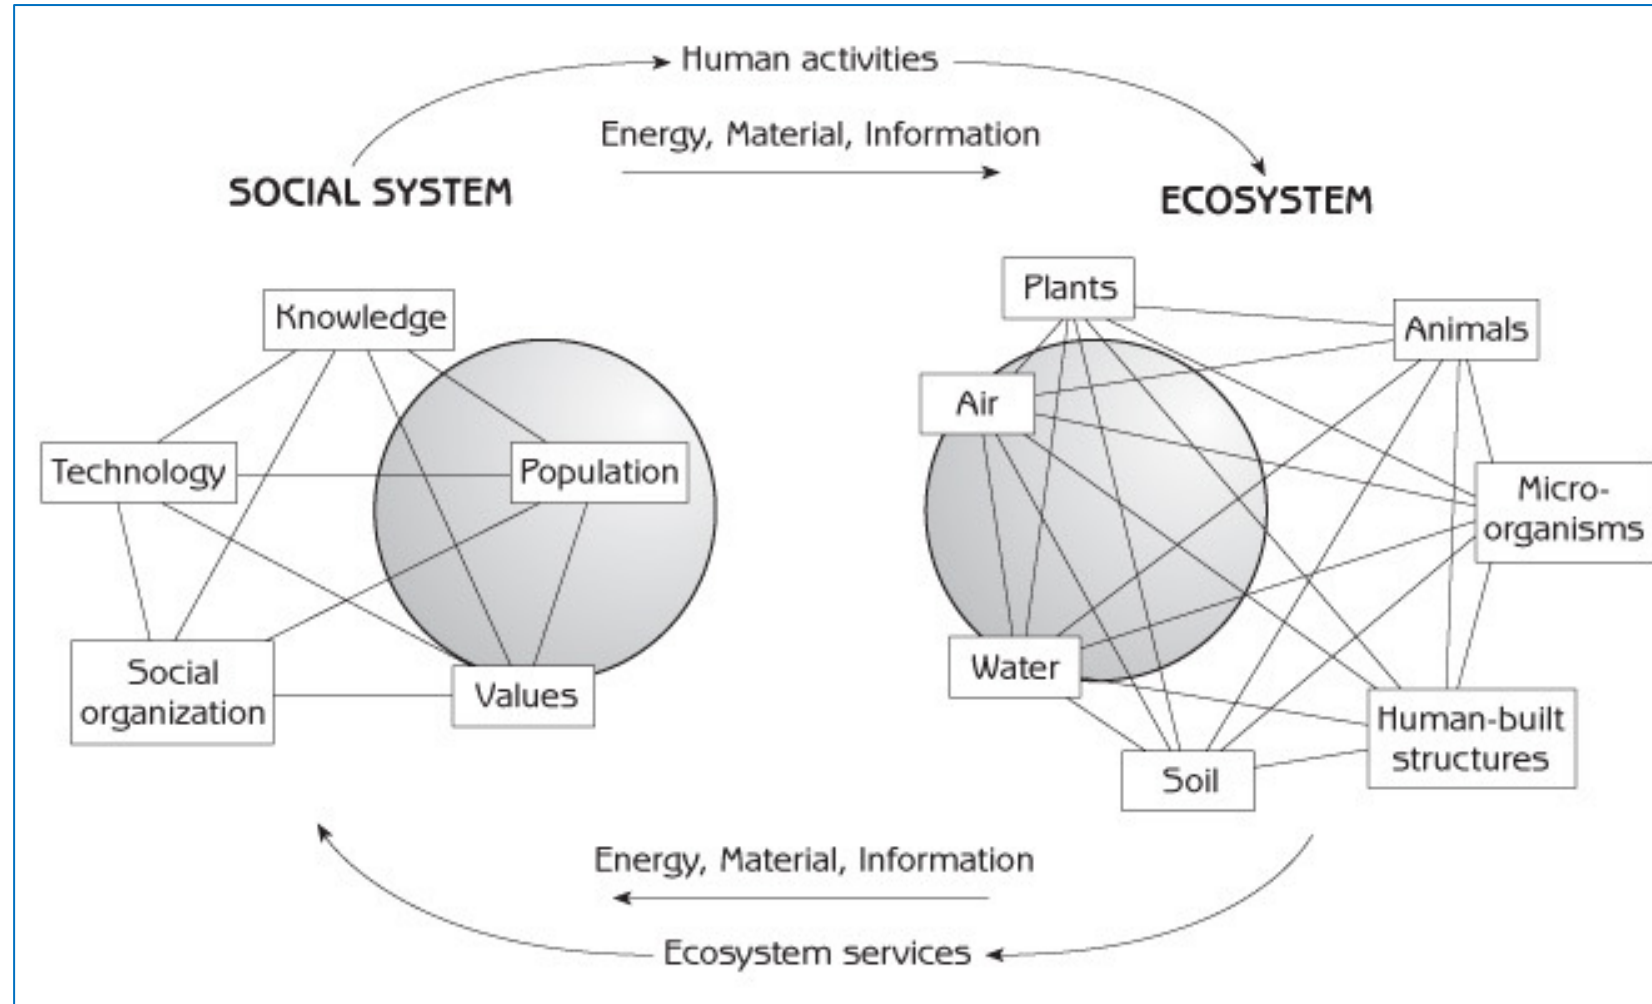 Human activities
Energy, Material, Information
SOCIAL SYSTEM
ECOSYSTEM
Knowledge
Technology
Population
Social
organization
Values
Plants
Animals
Air
Micro-
organisms
Water
Human-built
structures
Soil
Energy, Material, Information
Ecosystem services